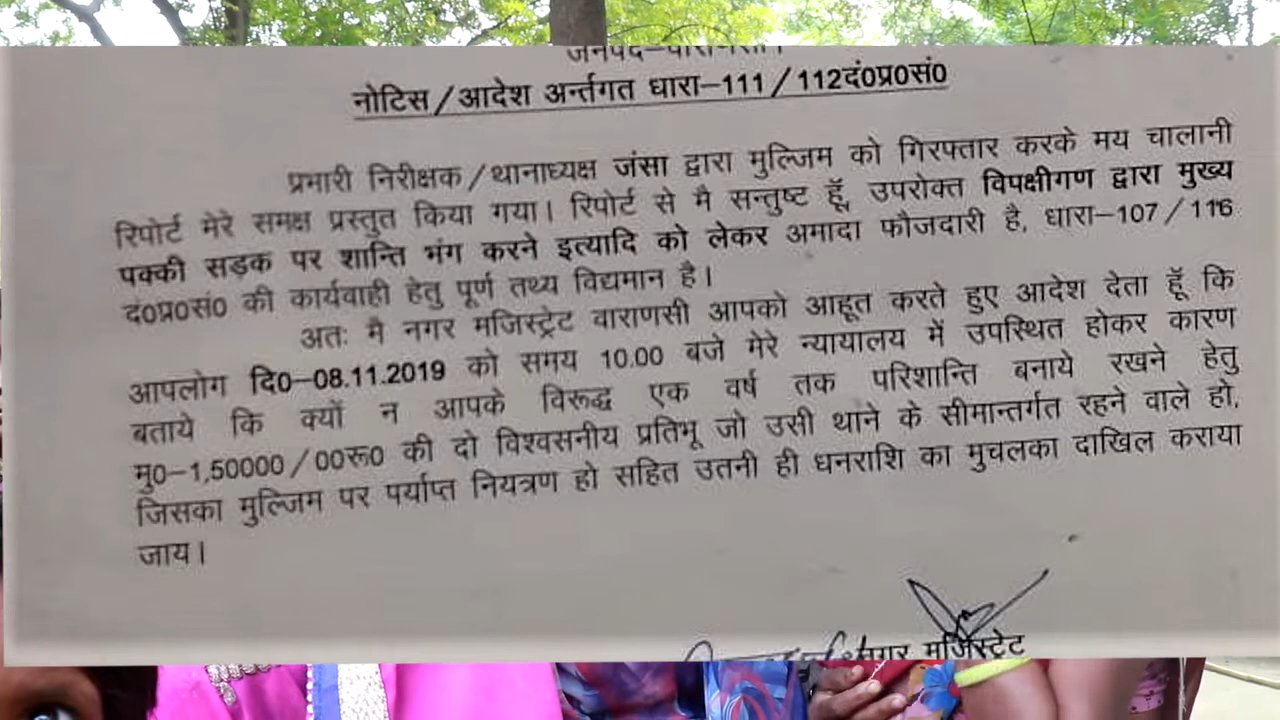 जनपद-वाराणसी।
नोटिस/आदेश अर्न्तगत धारा-111/112दं0प्र0सं0
प्रभारी निरीक्षक/थानाध्यक्ष जंसा द्वारा मुल्जिम को गिरफ्तार करके मय चालानी
रिपोर्ट मेरे समक्ष प्रस्तुत किया गया। रिपोर्ट से मै सन्तुष्ट हूॅ, उपरोक्त विपक्षीगण द्वारा मुख्य
पक्की सड़क पर शान्ति भंग करने इत्यादि को लेकर अमादा फौजदारी है, धारा-107/116
दं0प्र0सं0 की कार्यवाही हेतु पूर्ण तथ्य विद्यमान है।
अतः मै नगर मजिस्ट्रेट वाराणसी आपको आहूत करते हुए आदेश देता हूॅ कि
आपलोग दि0-08.11.2019 को समय 10.00 बजे मेरे न्यायालय में उपस्थित होकर कारण
बताये कि क्यों न आपके विरूद्ध एक वर्ष तक परिशान्ति बनाये रखने हेतु
मु0-1,50000/00रू0 की दो विश्वसनीय प्रतिभू जो उसी थाने के सीमान्तर्गत रहने वाले हो,
जिसका मुल्जिम पर पर्याप्त नियत्रण हो सहित उतनी ही धनराशि का मुचलका दाखिल कराया
जाय।
नगर मजिस्ट्रेट